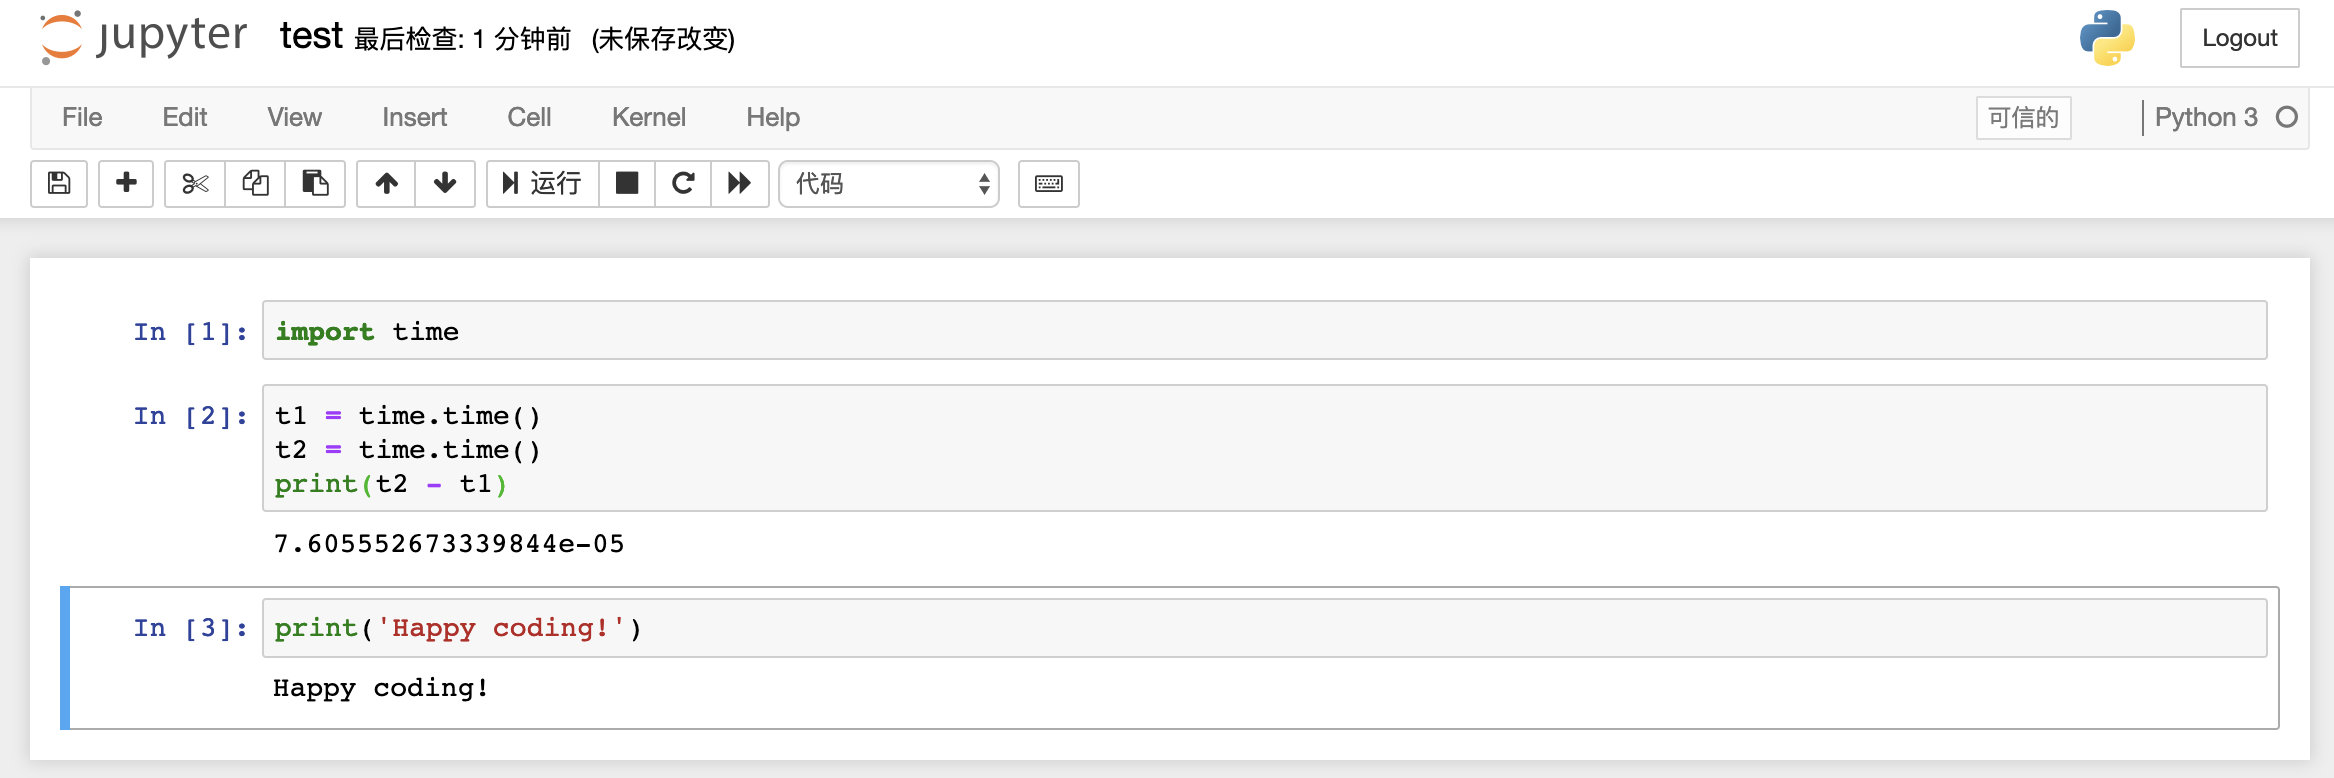 jupyter test 最后检查: 1 分钟前 (未保存改变) Logout
File Edit View Insert Cell Kernel Help 可信的 Python 3
运行 代码
In [1]: import time
In [2]: t1 = time.time()
t2 = time.time()
print(t2 - t1)
7.605552673339844e-05
In [3]: print('Happy coding!')
Happy coding!